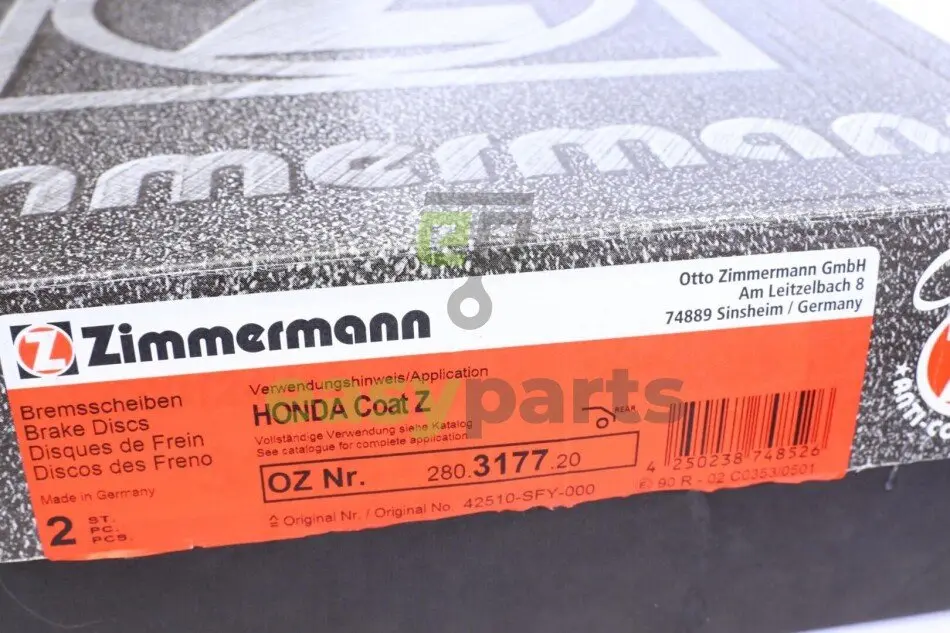 mmermann
Zimmermann
Otto Zimmermann GmbH
Am Leitzelbach 8
74889 Sinsheim / Germany
Bremsscheiben
Brake Discs
Disques de Frein
Discos des Freno
Made in Germany
2 ST.
PC.
PCS.
Verwendungshinweis/Application
HONDA Coat Z
Vollständige Verwendung siehe Katalog
See catalogue for complete application
OZ Nr. 280.3177.20
≙ Original Nr. / Original No. 42510-SFY-000
REAR
4 250238 748526
90 R - 02 C0353/0501
parts